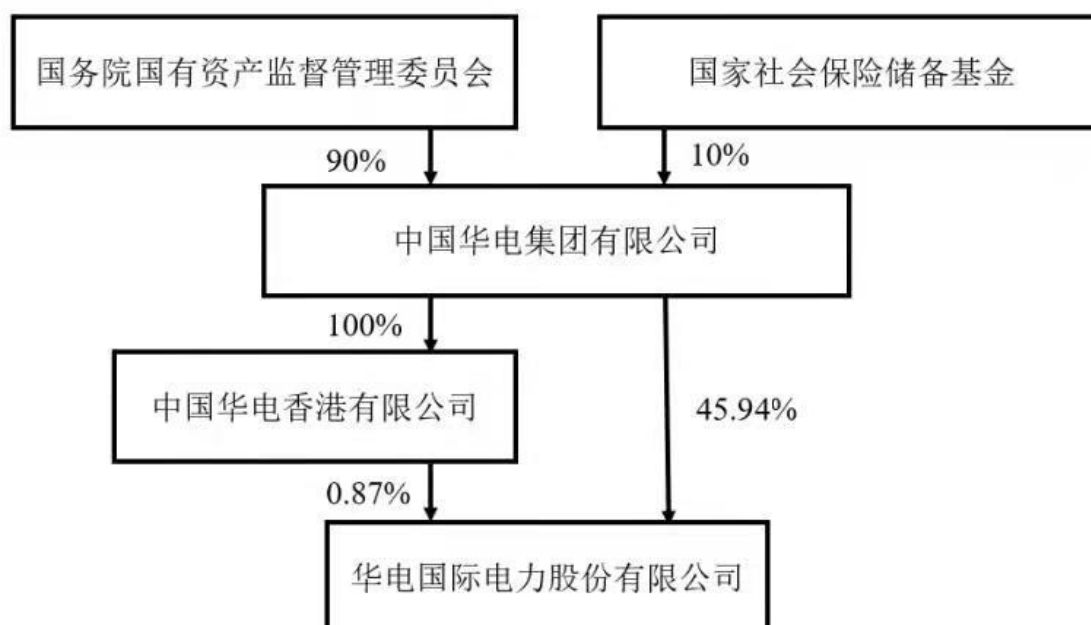 国务院国有资产监督管理委员会
国家社会保险储备基金
90%
10%
中国华电集团有限公司
100%
中国华电香港有限公司
45.94%
0.87%
华电国际电力股份有限公司